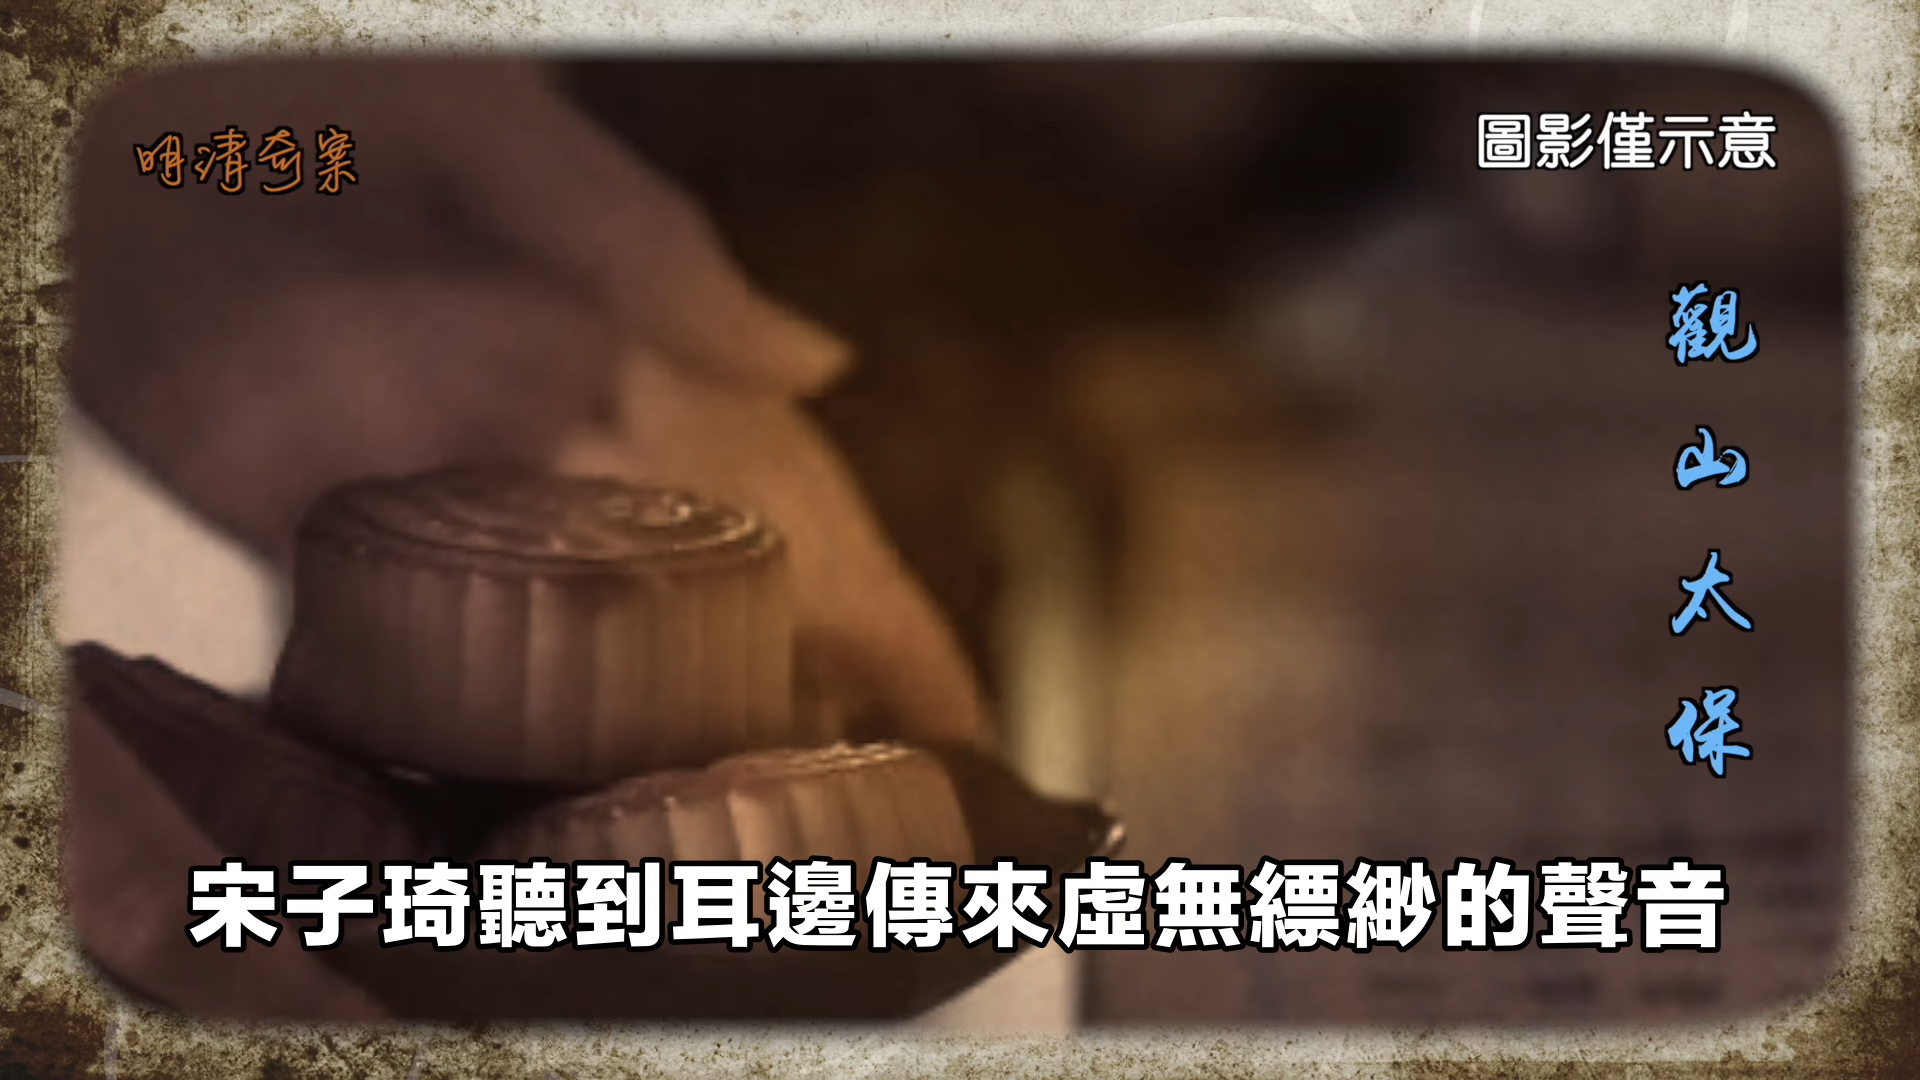 明清奇案
圖影僅示意
觀山太保
宋子琦聽到耳邊傳來虛無縹緲的聲音